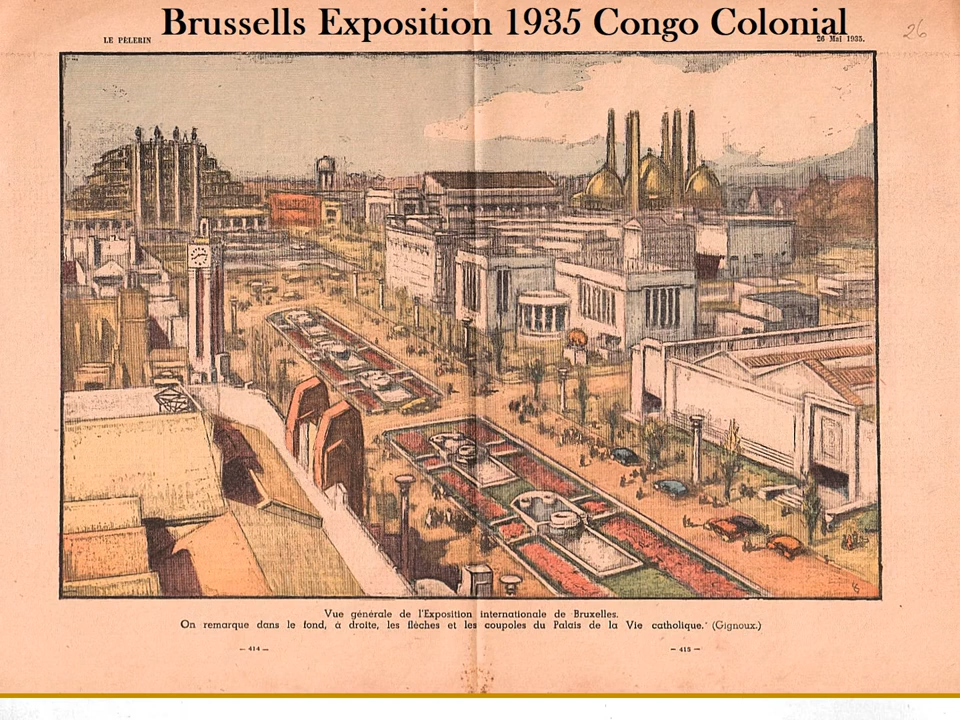 Brussells Exposition 1935 Congo Colonial
LE PÈLERIN
26 Mai 1935.
26
Vue générale de l'Exposition internationale de Bruxelles.
On remarque dans le fond, à droite, les flèches et les coupoles du Palais de la Vie catholique. (Gignoux.)
— 414 —
— 415 —